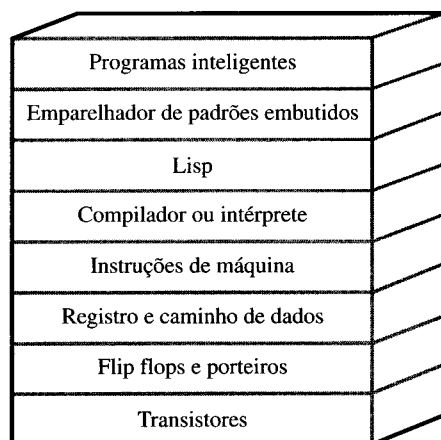 Programas inteligentes
Emparelhador de padrões embutidos
Lisp
Compilador ou intérprete
Instruções de máquina
Registro e caminho de dados
Flip flops e porteiros
Transistores